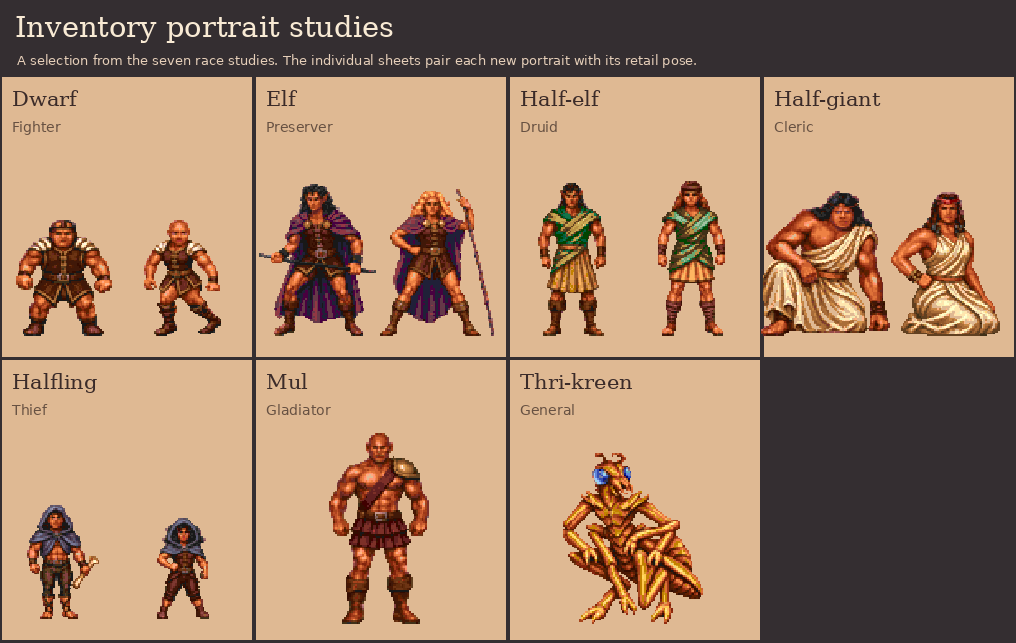 Inventory portrait studies
A selection from the seven race studies. The individual sheets pair each new portrait with its retail pose.
Dwarf
Fighter
Elf
Preserver
Half-elf
Druid
Half-giant
Cleric
Halfling
Thief
Mul
Gladiator
Thri-kreen
General